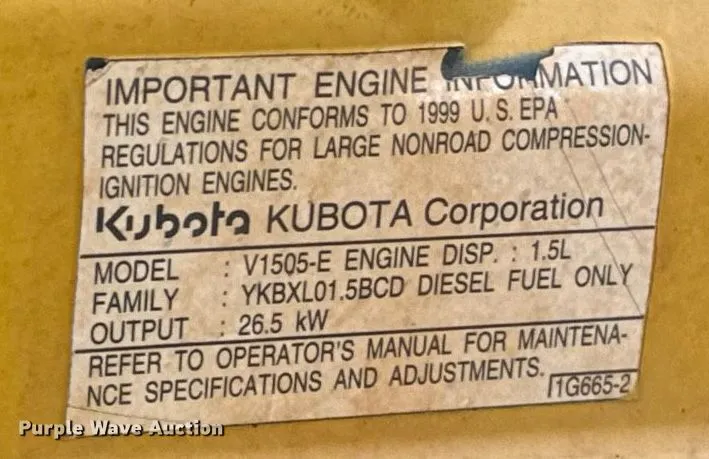 IMPORTANT ENGINE INFORMATION
THIS ENGINE CONFORMS TO 1999 U.S. EPA
REGULATIONS FOR LARGE NONROAD COMPRESSION-
IGNITION ENGINES.
Kubota KUBOTA Corporation
MODEL : V1505-E ENGINE DISP. : 1.5L
FAMILY : YKBXL01.5BCD DIESEL FUEL ONLY
OUTPUT : 26.5 kW
REFER TO OPERATOR'S MANUAL FOR MAINTENA-
NCE SPECIFICATIONS AND ADJUSTMENTS.
1G665-2
Purple Wave Auction